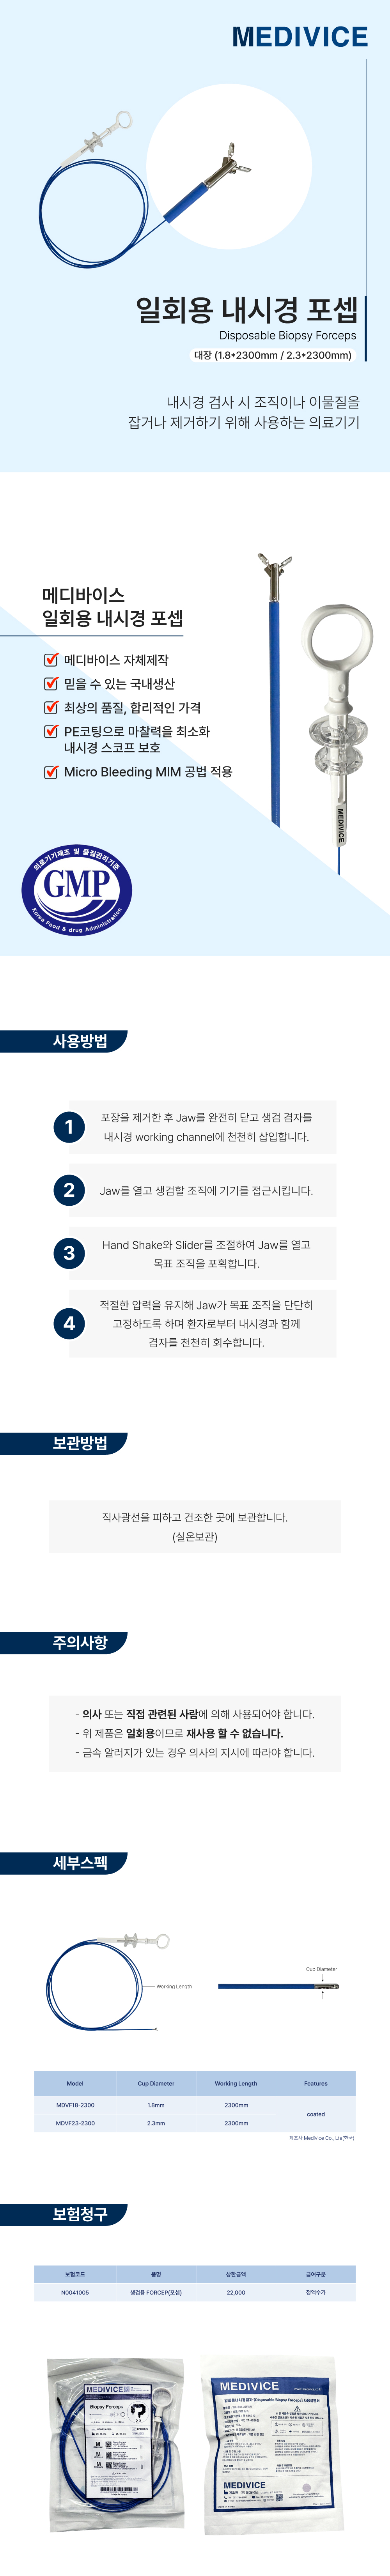 MEDIVICE
일회용 내시경 포셉
Disposable Biopsy Forceps
대장 (1.8*2300mm / 2.3*2300mm)
내시경 검사 시 조직이나 이물질을
잡거나 제거하기 위해 사용하는 의료기기
메디바이스
일회용 내시경 포셉
메디바이스 자체제작
믿을 수 있는 국내생산
최상의 품질, 합리적인 가격
PE코팅으로 마찰력을 최소화
내시경 스코프 보호
Micro Bleeding MIM 공법 적용
MEDIVICE
의료기기제조 및 품질관리기준
GMP
Korea Food & drug Administration
사용방법
1
포장을 제거한 후 Jaw를 완전히 닫고 생검 겸자를
내시경 working channel에 천천히 삽입합니다.
2
Jaw를 열고 생검할 조직에 기기를 접근시킵니다.
3
Hand Shake와 Slider를 조절하여 Jaw를 열고
목표 조직을 포획합니다.
4
적절한 압력을 유지해 Jaw가 목표 조직을 단단히
고정하도록 하며 환자로부터 내시경과 함께
겸자를 천천히 회수합니다.
보관방법
직사광선을 피하고 건조한 곳에 보관합니다.
(실온보관)
주의사항
- 의사 또는 직접 관련된 사람에 의해 사용되어야 합니다.
- 위 제품은 일회용이므로 재사용 할 수 없습니다.
- 금속 알러지가 있는 경우 의사의 지시에 따라야 합니다.
세부스펙
Working Length
Cup Diameter
Model Cup Diameter Working Length Features
MDVF18-2300 1.8mm 2300mm
coated
MDVF23-2300 2.3mm 2300mm
제조사 Medivice Co., Lte(한국)
보험청구
보험코드 품명 상한금액 급여구분
N0041005 생검용 FORCEP(포셉) 22,000 정액수가
MEDIVICE
Biopsy Forceps
MEDIVICE
MEDIVICE